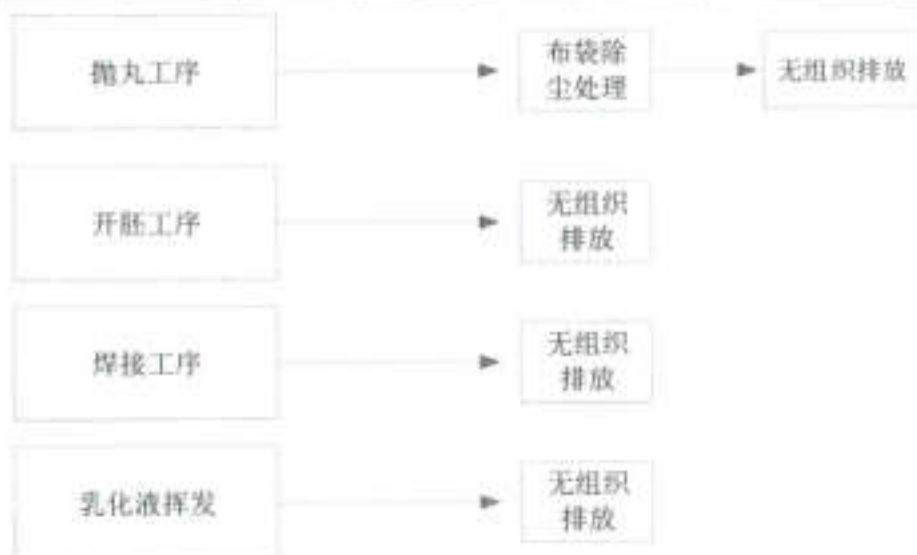 抛丸工序
布袋除
尘处理
无组织排放
开胚工序
无组织
排放
焊接工序
无组织
排放
乳化液挥发
无组织
排放